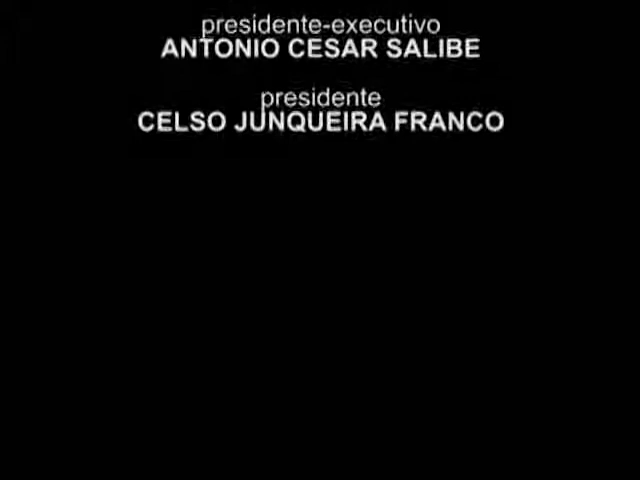 presidente-executivo
ANTONIO CESAR SALIBE
presidente
CELSO JUNQUEIRA FRANCO